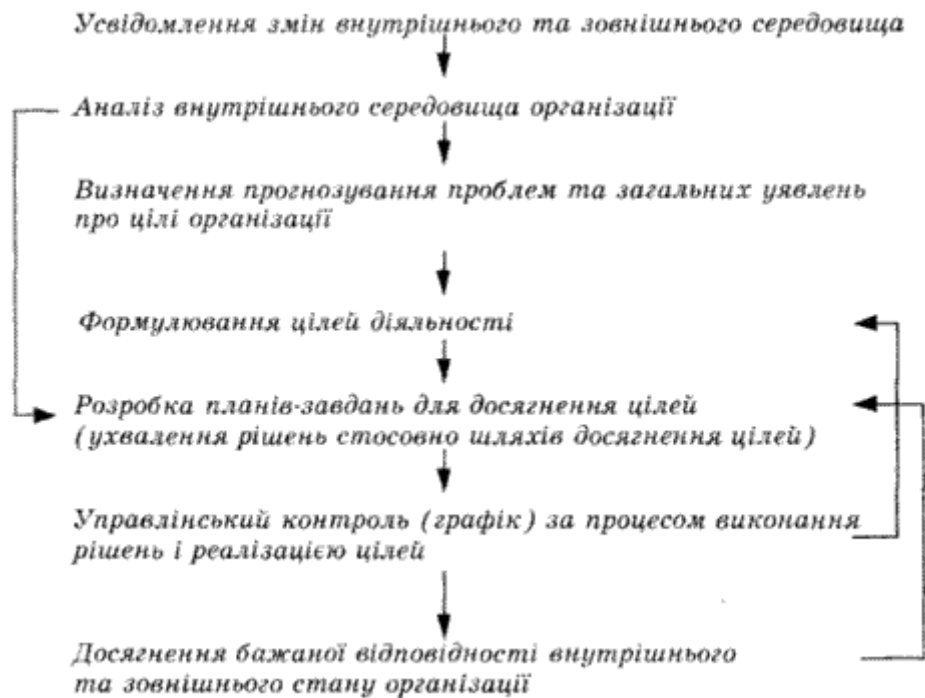 Усвідомлення змін внутрішнього та зовнішнього середовища
Аналіз внутрішнього середовища організації
Визначення прогнозування проблем та загальних уявлень
про цілі організації
Формулювання цілей діяльності
Розробка планів-завдань для досягнення цілей
(ухвалення рішень стосовно шляхів досягнення цілей)
Управлінський контроль (графік) за процесом виконання
рішень і реалізацією цілей
Досягнення бажаної відповідності внутрішнього
та зовнішнього стану організації